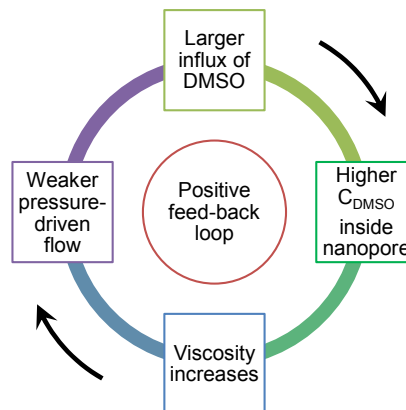 Larger
influx of
DMSO
Higher
CDMSO
inside
nanopore
Viscosity
increases
Weaker
pressure-
driven
flow
Positive
feed-back
loop